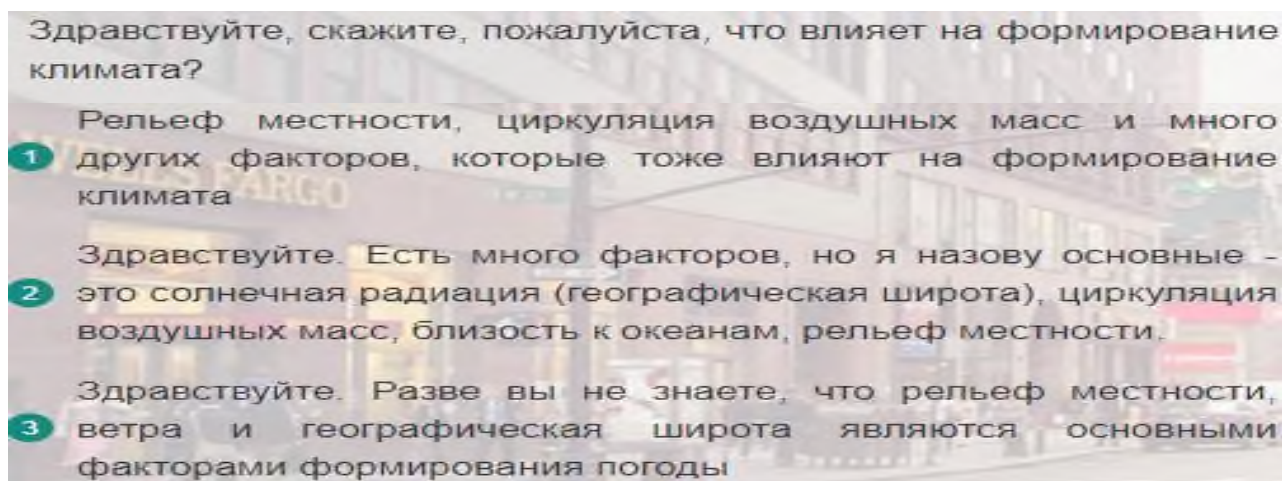 Здравствуйте, скажите, пожалуйста, что влияет на формирование
климата?
Рельеф местности, циркуляция воздушных масс и много
1 других факторов, которые тоже влияют на формирование
климата
Здравствуйте. Есть много факторов, но я назову основные -
2 это солнечная радиация (географическая широта), циркуляция
воздушных масс, близость к океанам, рельеф местности.
Здравствуйте. Разве вы не знаете, что рельеф местности,
3 ветра и географическая широта являются основными
факторами формирования погоды
WELLS FARGO